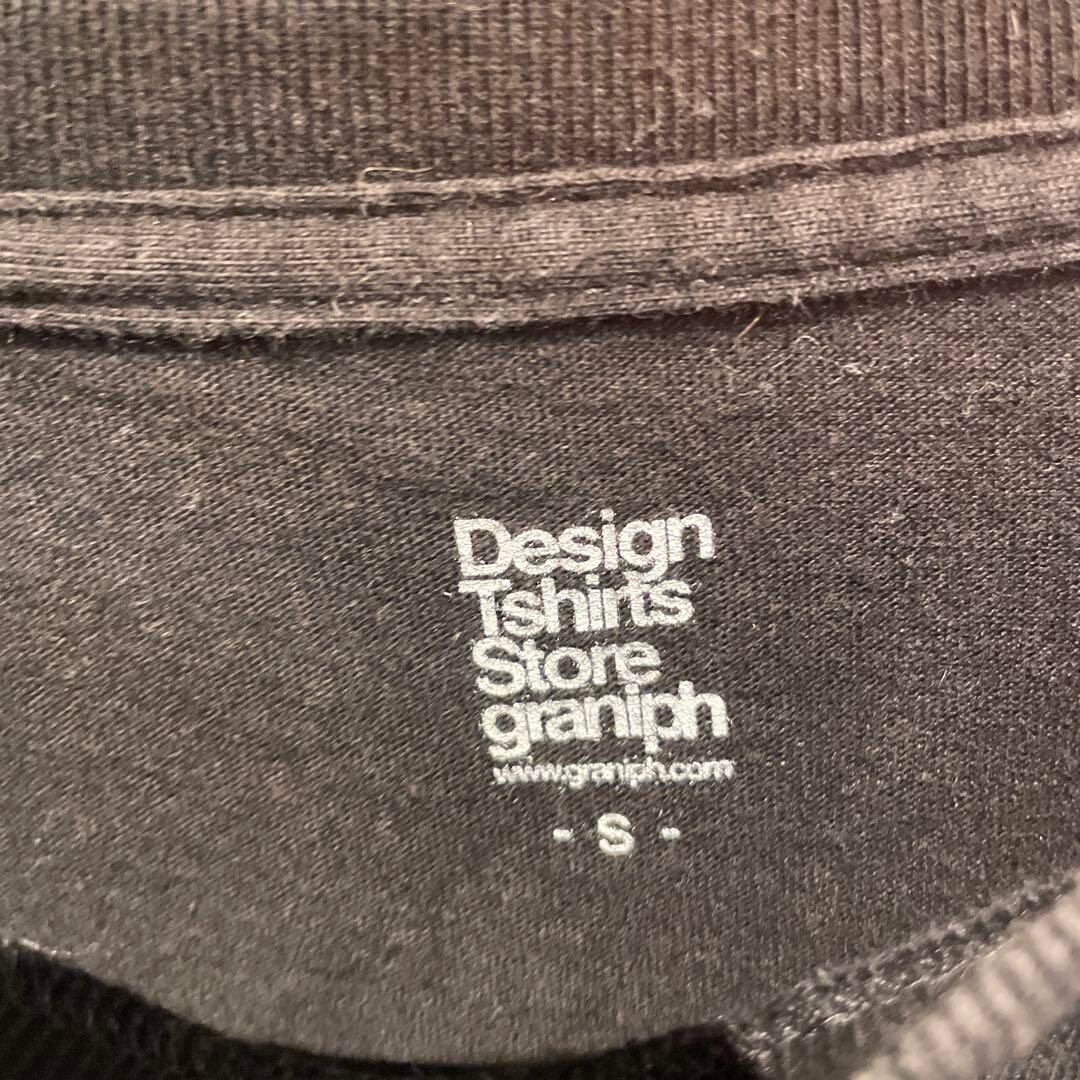 Design
Tshirts
Store
graniph
www.graniph.com
- S -